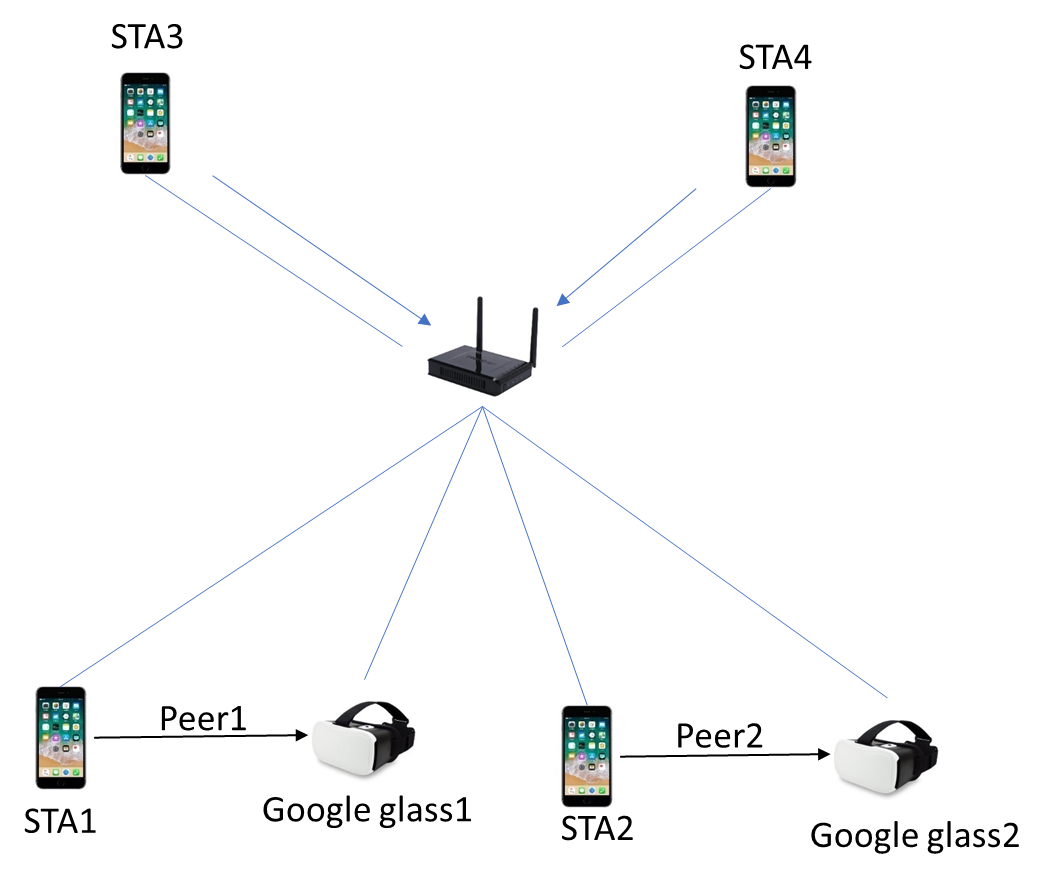 STA3
STA4
Peer1
Peer2
STA1
Google glass1
STA2
Google glass2